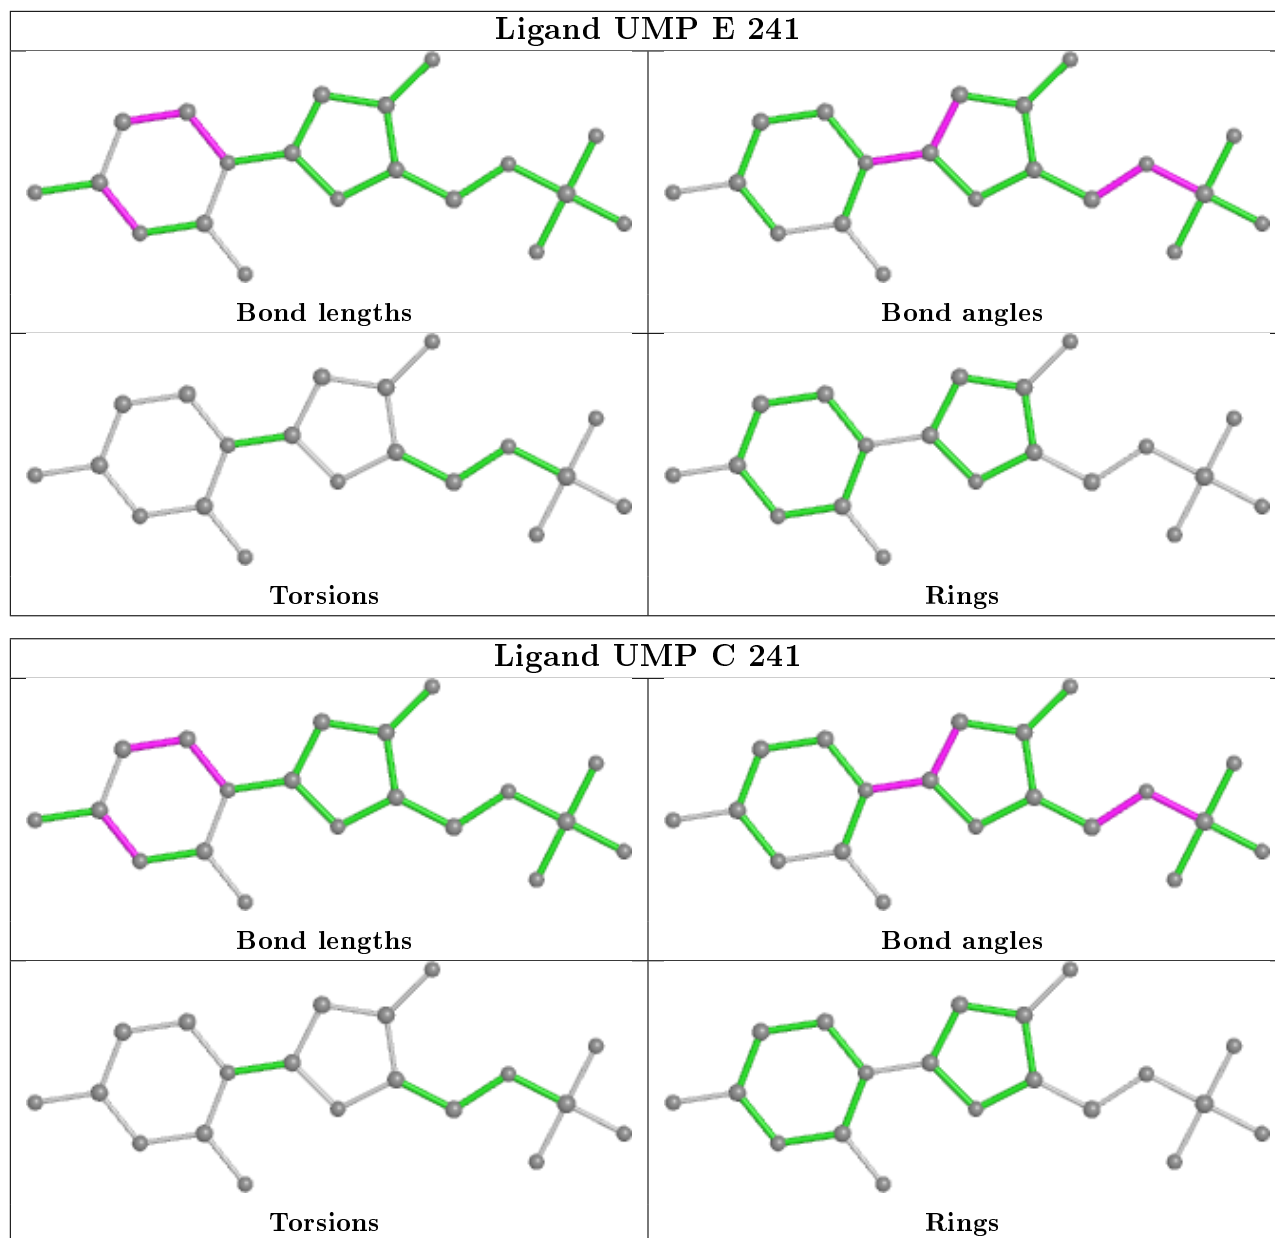 Ligand UMP E 241
Bond lengths
Bond angles
Torsions
Rings
Ligand UMP C 241
Bond lengths
Bond angles
Torsions
Rings